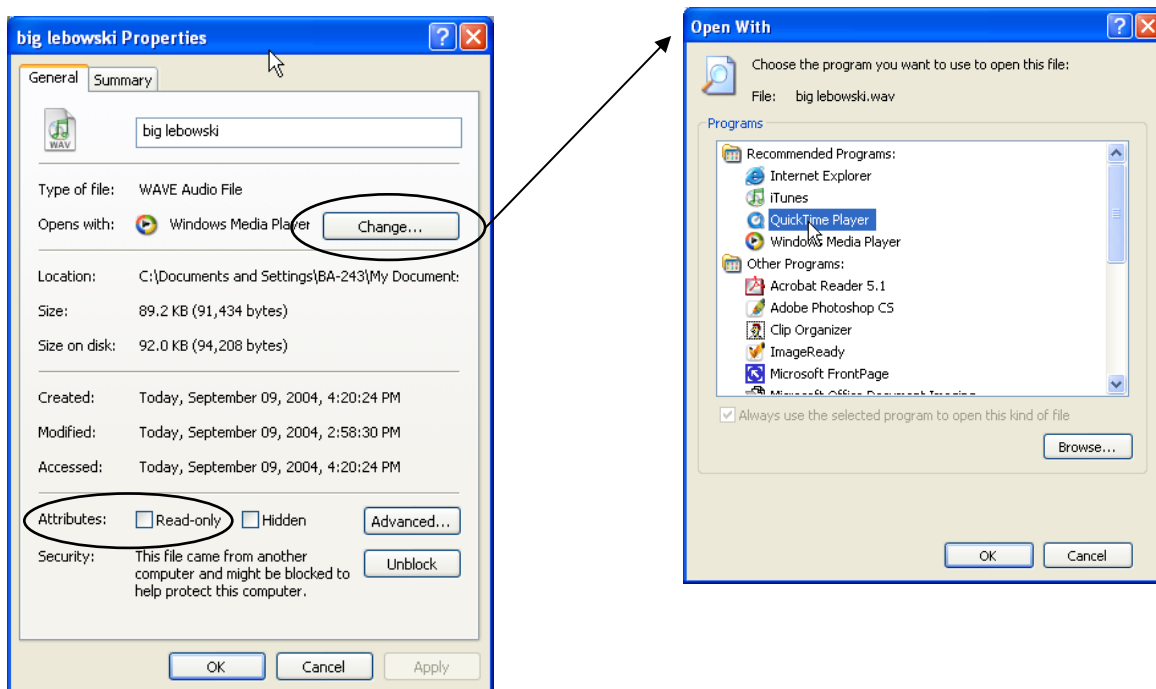 big lebowski Properties
General Summary
WAV
big lebowski
Type of file: WAVE Audio File
Opens with: Windows Media Player Change...
Location: C:\Documents and Settings\BA-243\My Document
Size: 89.2 KB (91,434 bytes)
Size on disk: 92.0 KB (94,208 bytes)
Created: Today, September 09, 2004, 4:20:24 PM
Modified: Today, September 09, 2004, 2:58:30 PM
Accessed: Today, September 09, 2004, 4:20:24 PM
Attributes: Read-only Hidden Advanced...
Security: This file came from another
computer and might be blocked to
help protect this computer.
Unblock
OK Cancel Apply
Open With
Choose the program you want to use to open this file:
File: big lebowski.wav
Programs
Recommended Programs:
Internet Explorer
iTunes
QuickTime Player
Windows Media Player
Other Programs:
Acrobat Reader 5.1
Adobe Photoshop CS
Clip Organizer
ImageReady
Microsoft FrontPage
Microsoft Office Document Imaging
Always use the selected program to open this kind of file
Browse...
OK Cancel